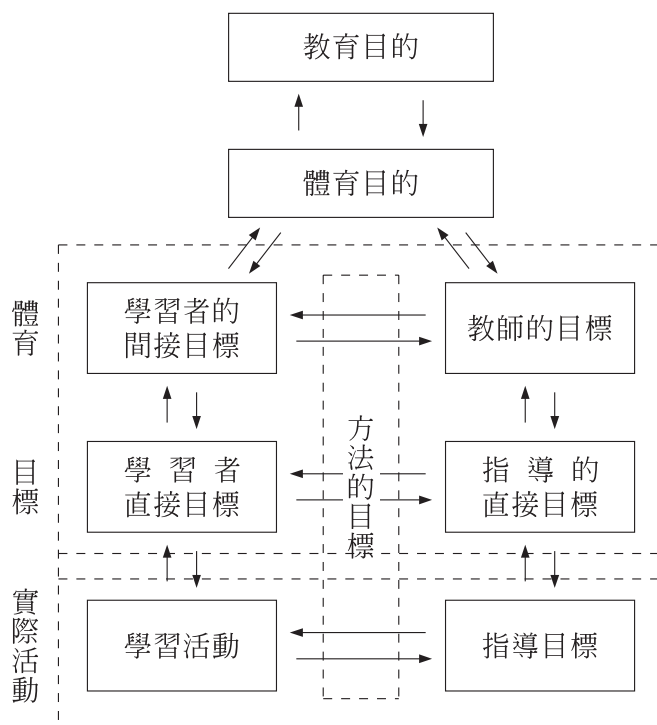 教育目的
體育目的
體育
學習者的
間接目標
教師的目標
目標
學習者
直接目標
方法的目標
指導的
直接目標
實際活動
學習活動
指導目標